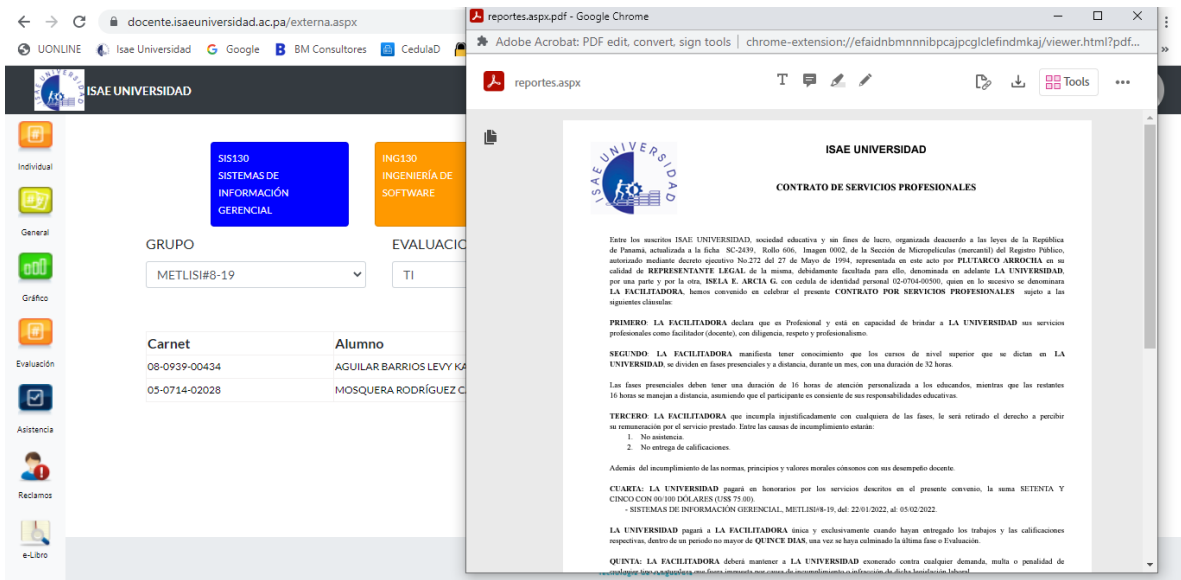 docente.isaeuniversidad.ac.pa/externa.aspx
UONLINE Isae Universidad Google BM Consultores CedulaD
ISAE UNIVERSIDAD
Individual
General
Gráfico
Evaluación
Asistencia
Reclamos
e-Libro
SIS130
SISTEMAS DE
INFORMACIÓN
GERENCIAL
ING130
INGENIERÍA DE
SOFTWARE
GRUPO
METLISI#8-19
EVALUACIO
TI
Carnet Alumno
08-0939-00434 AGUILAR BARRIOS LEVY KA
05-0714-02028 MOSQUERA RODRÍGUEZ C
reportes.aspx.pdf - Google Chrome
Adobe Acrobat: PDF edit, convert, sign tools | chrome-extension://efaidnbmnnnibpcajpcglclefindmkaj/viewer.html?pdf...
reportes.aspx
Tools
ISAE UNIVERSIDAD
ISAE UNIVERSIDAD
CONTRATO DE SERVICIOS PROFESIONALES
Entre los suscritos ISAE UNIVERSIDAD, sociedad educativa y sin fines de lucro, organizada deacuerdo a las leyes de la República
de Panamá, actualizada a la ficha SC-2439, Rollo 606, Imagen 0002, de la Sección de Micropelículas (mercantil) del Registro Público,
autorizado mediante decreto ejecutivo No.272 del 27 de Mayo de 1994, representada en este acto por PLUTARCO ARROCHA en su
calidad de REPRESENTANTE LEGAL de la misma, debidamente facultada para ello, denominada en adelante LA UNIVERSIDAD,
por una parte y por la otra, ISELA E. ARCIA G. con cedula de identidad personal 02-0704-00500, quien en lo sucesivo se denominara
LA FACILITADORA, hemos convenido en celebrar el presente CONTRATO POR SERVICIOS PROFESIONALES sujeto a las
siguientes cláusulas:
PRIMERO: LA FACILITADORA declara que es Profesional y está en capacidad de brindar a LA UNIVERSIDAD sus servicios
profesionales como facilitador (docente), con diligencia, respeto y profesionalismo.
SEGUNDO: LA FACILITADORA manifiesta tener conocimiento que los cursos de nivel superior que se dictan en LA
UNIVERSIDAD, se dividen en fases presenciales y a distancia, durante un mes, con una duración de 32 horas.
Las fases presenciales deben tener una duración de 16 horas de atención personalizada a los educandos, mientras que las restantes
16 horas se manejan a distancia, asumiendo que el participante es consiente de sus responsabilidades educativas.
TERCERO: LA FACILITADORA que incumpla injustificadamente con cualquiera de las fases, le será retirado el derecho a percibir
su remuneración por el servicio prestado. Entre las causas de incumplimiento estarán:
1. No asistencia.
2. No entrega de calificaciones.
Además del incumplimiento de las normas, principios y valores morales cónsonos con sus desempeño docente.
CUARTA: LA UNIVERSIDAD pagará en honorarios por los servicios descritos en el presente convenio, la suma SETENTA Y
CINCO CON 00/100 DÓLARES (US$ 75.00).
- SISTEMAS DE INFORMACIÓN GERENCIAL, METLISI#8-19, del: 22/01/2022, al: 05/02/2022.
LA UNIVERSIDAD pagará a LA FACILITADORA única y exclusivamente cuando hayan entregado los trabajos y las calificaciones
respectivas, dentro de un periodo no mayor de QUINCE DIAS, una vez se haya culminado la última fase o Evaluación.
QUINTA: LA FACILITADORA deberá mantener a LA UNIVERSIDAD exonerado contra cualquier demanda, multa o penalidad de